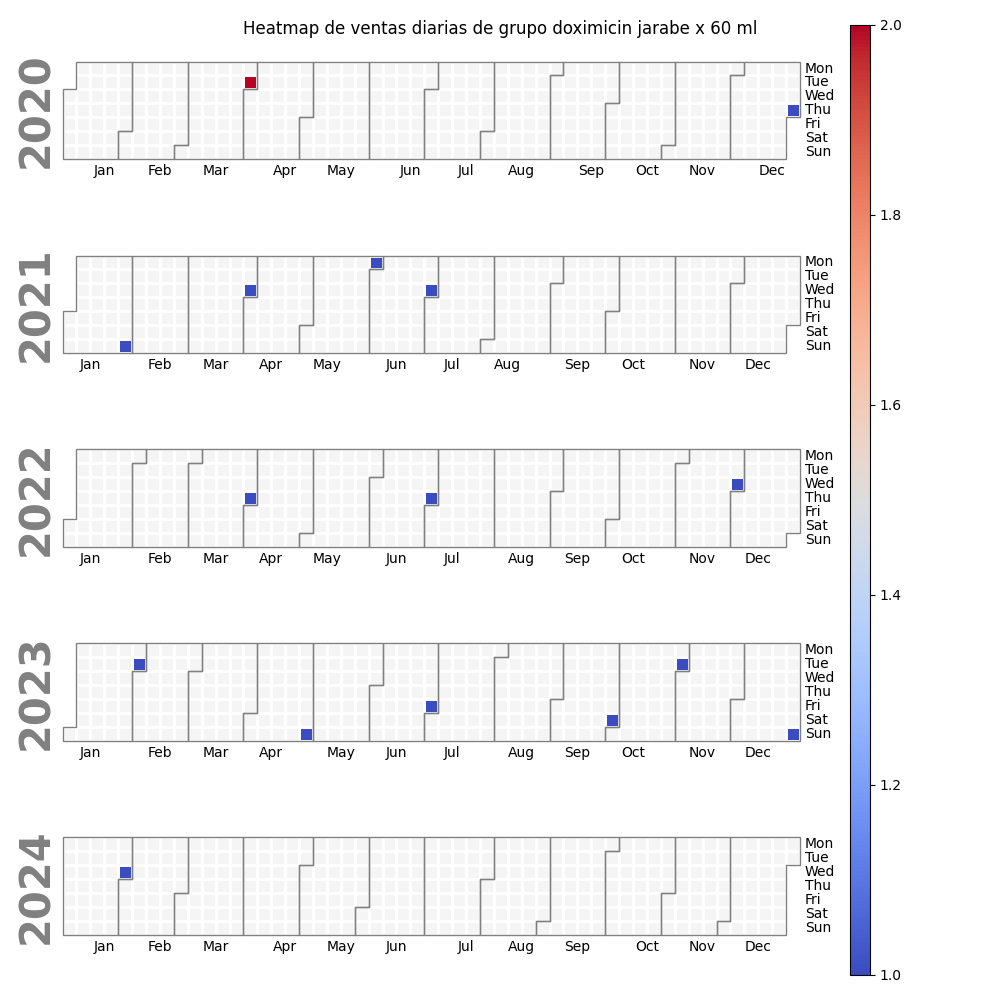 Heatmap de ventas diarias de grupo doximicin jarabe x 60 ml
2020
Mon
Tue
Wed
Thu
Fri
Sat
Sun
Jan Feb Mar Apr May Jun Jul Aug Sep Oct Nov Dec
2021
Mon
Tue
Wed
Thu
Fri
Sat
Sun
Jan Feb Mar Apr May Jun Jul Aug Sep Oct Nov Dec
2022
Mon
Tue
Wed
Thu
Fri
Sat
Sun
Jan Feb Mar Apr May Jun Jul Aug Sep Oct Nov Dec
2023
Mon
Tue
Wed
Thu
Fri
Sat
Sun
Jan Feb Mar Apr May Jun Jul Aug Sep Oct Nov Dec
2024
Mon
Tue
Wed
Thu
Fri
Sat
Sun
Jan Feb Mar Apr May Jun Jul Aug Sep Oct Nov Dec
2.0
1.8
1.6
1.4
1.2
1.0